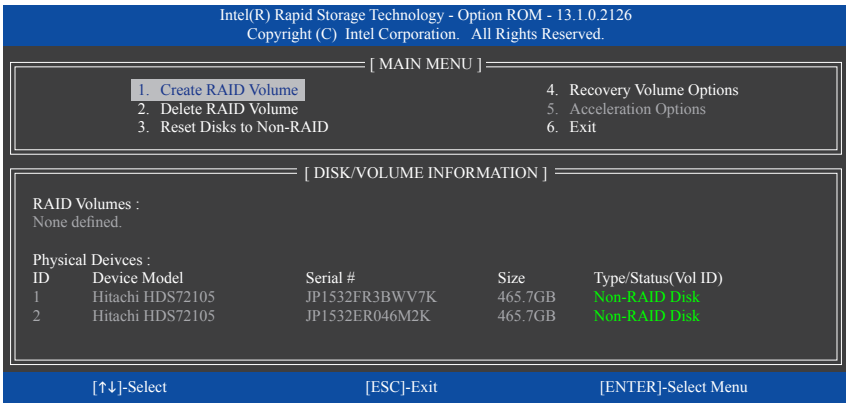 Intel(R) Rapid Storage Technology - Option ROM - 13.1.0.2126
Copyright (C) Intel Corporation. All Rights Reserved.
[ MAIN MENU ]
1. Create RAID Volume
2. Delete RAID Volume
3. Reset Disks to Non-RAID
4. Recovery Volume Options
5. Acceleration Options
6. Exit
[ DISK/VOLUME INFORMATION ]
RAID Volumes :
None defined.
Physical Deivces :
ID Device Model Serial # Size Type/Status(Vol ID)
1 Hitachi HDS72105 JP1532FR3BWV7K 465.7GB Non-RAID Disk
2 Hitachi HDS72105 JP1532ER046M2K 465.7GB Non-RAID Disk
[↑↓]-Select [ESC]-Exit [ENTER]-Select Menu